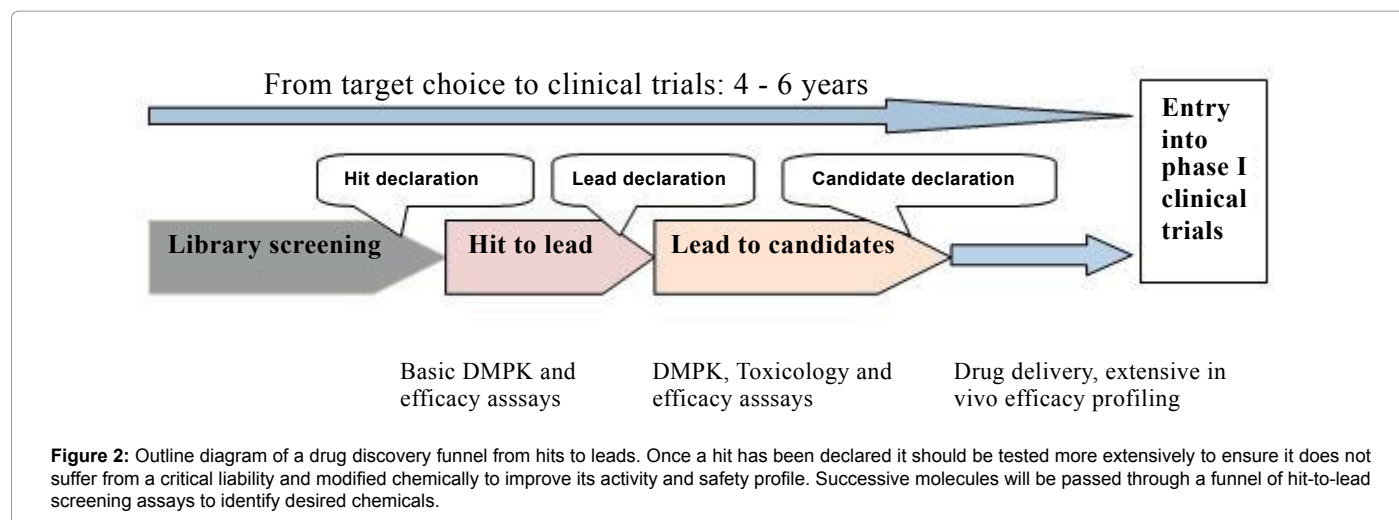 From target choice to clinical trials: 4 - 6 years
Entry
into
phase I
clinical
trials
Hit declaration
Lead declaration
Candidate declaration
Library screening
Hit to lead
Lead to candidates
Basic DMPK and
efficacy asssays
DMPK, Toxicology and
efficacy asssays
Drug delivery, extensive in
vivo efficacy profiling
Figure 2: Outline diagram of a drug discovery funnel from hits to leads. Once a hit has been declared it should be tested more extensively to ensure it does not
suffer from a critical liability and modified chemically to improve its activity and safety profile. Successive molecules will be passed through a funnel of hit-to-lead
screening assays to identify desired chemicals.